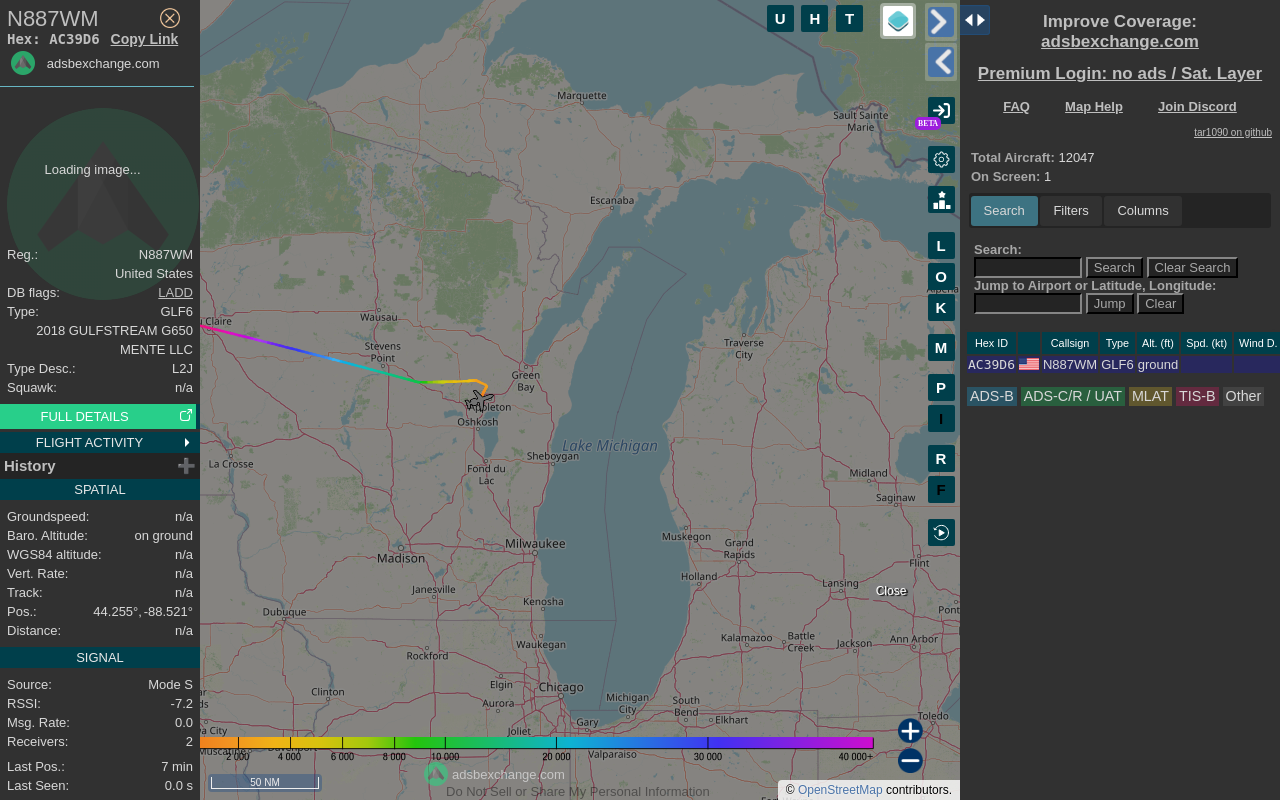 N887WM
Hex: AC39D6 Copy Link
adsbexchange.com
Loading image...
Reg.: N887WM
United States
DB flags: LADD
Type: GLF6
2018 GULFSTREAM G650
MENTE LLC
Type Desc.: L2J
Squawk: n/a
FULL DETAILS
FLIGHT ACTIVITY
History
SPATIAL
Groundspeed: n/a
Baro. Altitude: on ground
WGS84 altitude: n/a
Vert. Rate: n/a
Track: n/a
Pos.: 44.255°, -88.521°
Distance: n/a
SIGNAL
Source: Mode S
RSSI: -7.2
Msg. Rate: 0.0
Receivers: 2
Last Pos.: 7 min
Last Seen: 0.0 s
U H T
BETA
L
O
K
M
P
I
R
F
Marquette
Sault Sainte
Marie
Escanaba
Claire
Wausau
Stevens
Point
Traverse
City
Green
Bay
Appleton
Oshkosh
Lake Michigan
La Crosse
Sheboygan
Fond du
Lac
Midland
Saginaw
Muskegon
Grand
Rapids
Milwaukee
Madison
Flint
Holland
Lansing
Close
Janesville
Kenosha
Dubuque
Pont
Kalamazoo
Battle
Creek
Jackson
Ann Arbor
Waukegan
Rockford
Elgin
Chicago
Clinton
Aurora
Michigan
City
South
Bend
Elkhart
Toledo
Gary
Joliet
Valparaiso
2 000 4 000 6 000 8 000 10 000 20 000 30 000 40 000+
50 NM
adsbexchange.com
Do Not Sell or Share My Personal Information
© OpenStreetMap contributors.
Improve Coverage:
adsbexchange.com
Premium Login: no ads / Sat. Layer
FAQ Map Help Join Discord
tar1090 on github
Total Aircraft: 12047
On Screen: 1
Search Filters Columns
Search:
Search Clear Search
Jump to Airport or Latitude, Longitude:
Jump Clear
Hex ID Callsign Type Alt. (ft) Spd. (kt) Wind D.
AC39D6 N887WM GLF6 ground
ADS-B ADS-C/R / UAT MLAT TIS-B Other